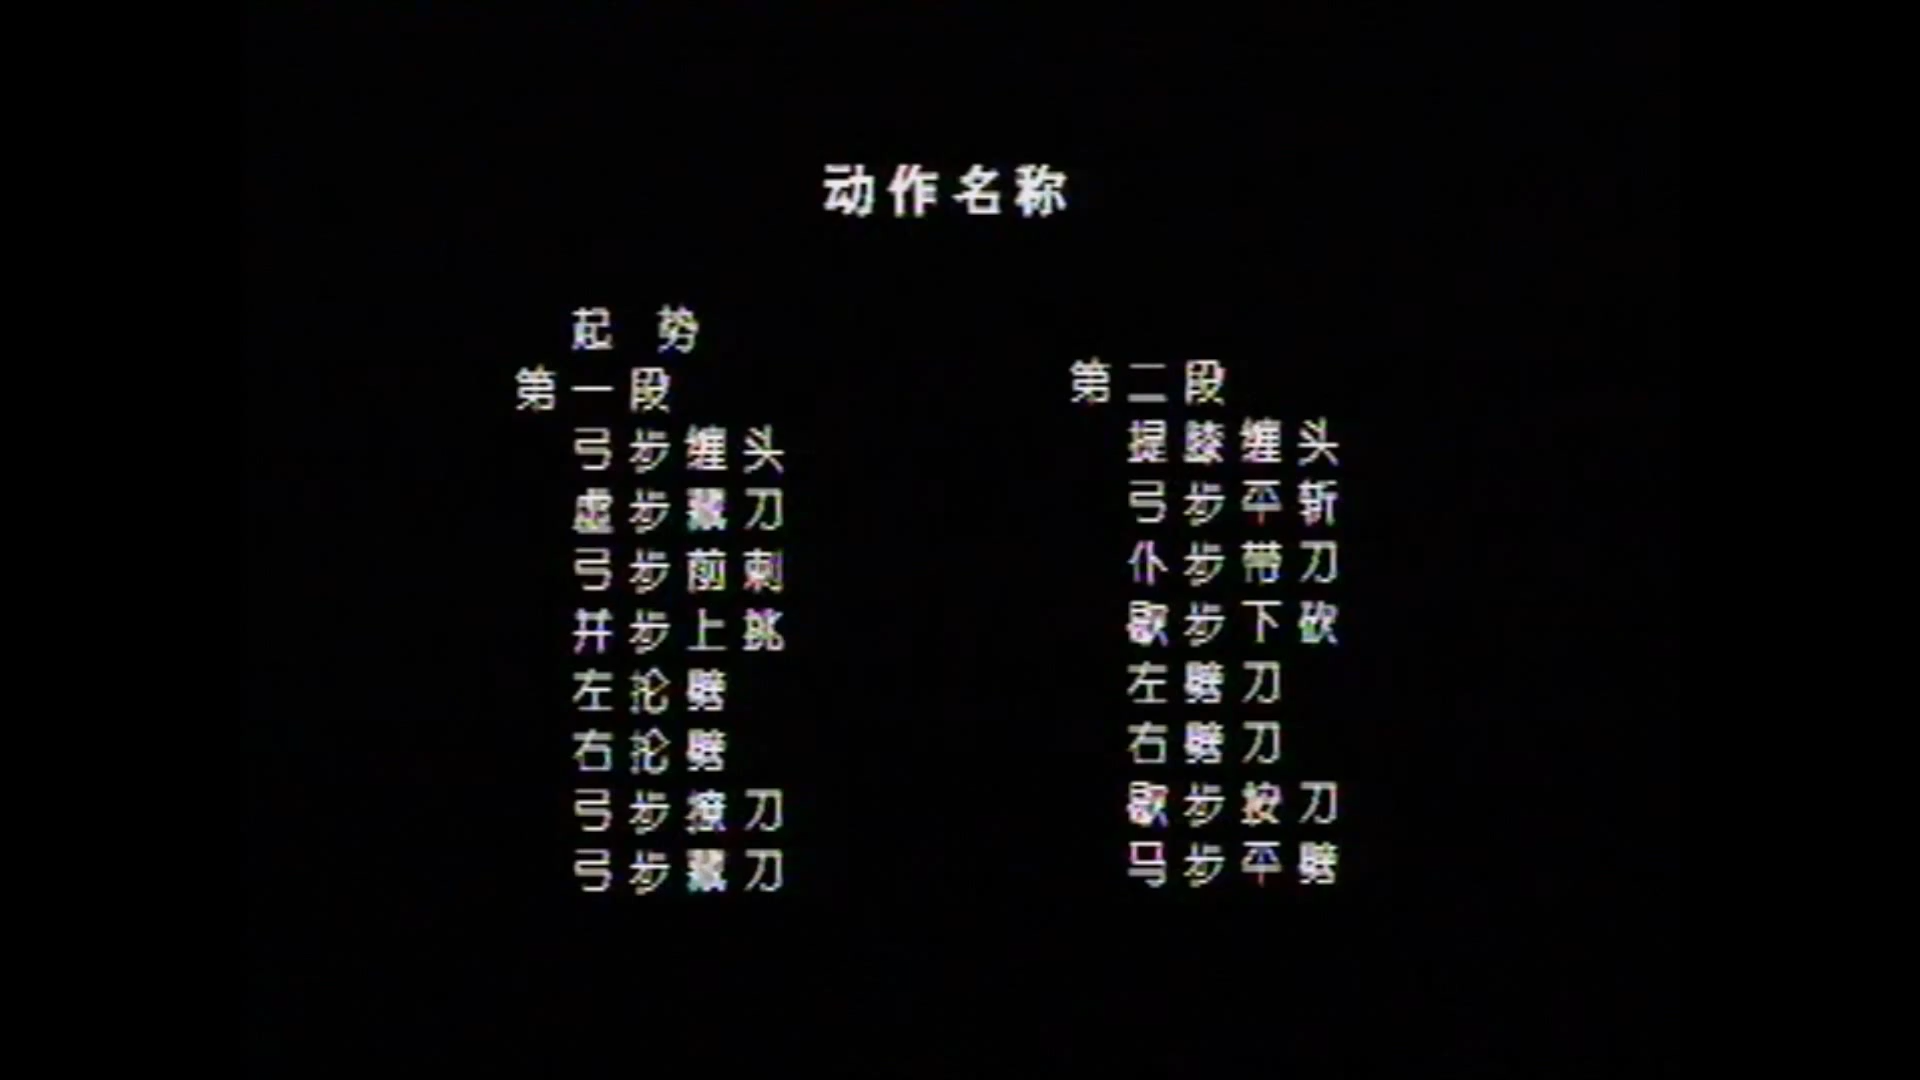 动作名称
起 势
第一段
弓步缠头
虚步藏刀
弓步前刺
并步上挑
左抡劈
右抡劈
弓步撩刀
弓步藏刀
第二段
提膝缠头
弓步平斩
仆步带刀
歇步下砍
左劈刀
右劈刀
歇步按刀
马步平劈